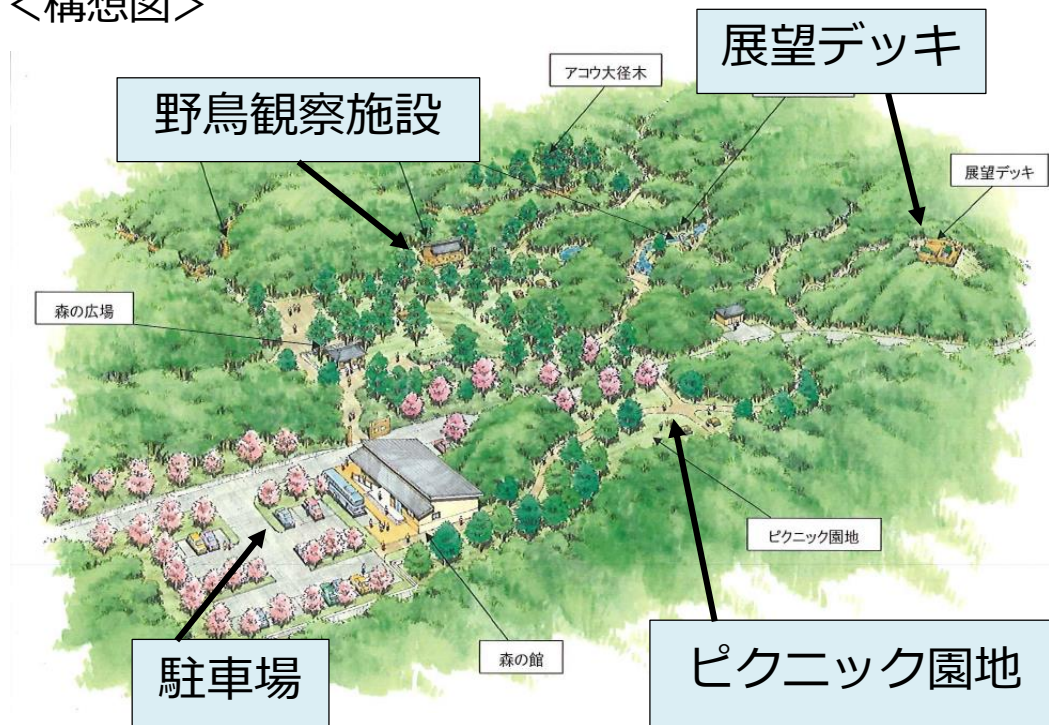 ＜構想図＞
展望デッキ
アコウ大径木
野鳥観察施設
展望デッキ
森の広場
ピクニック園地
森の館
駐車場
ピクニック園地